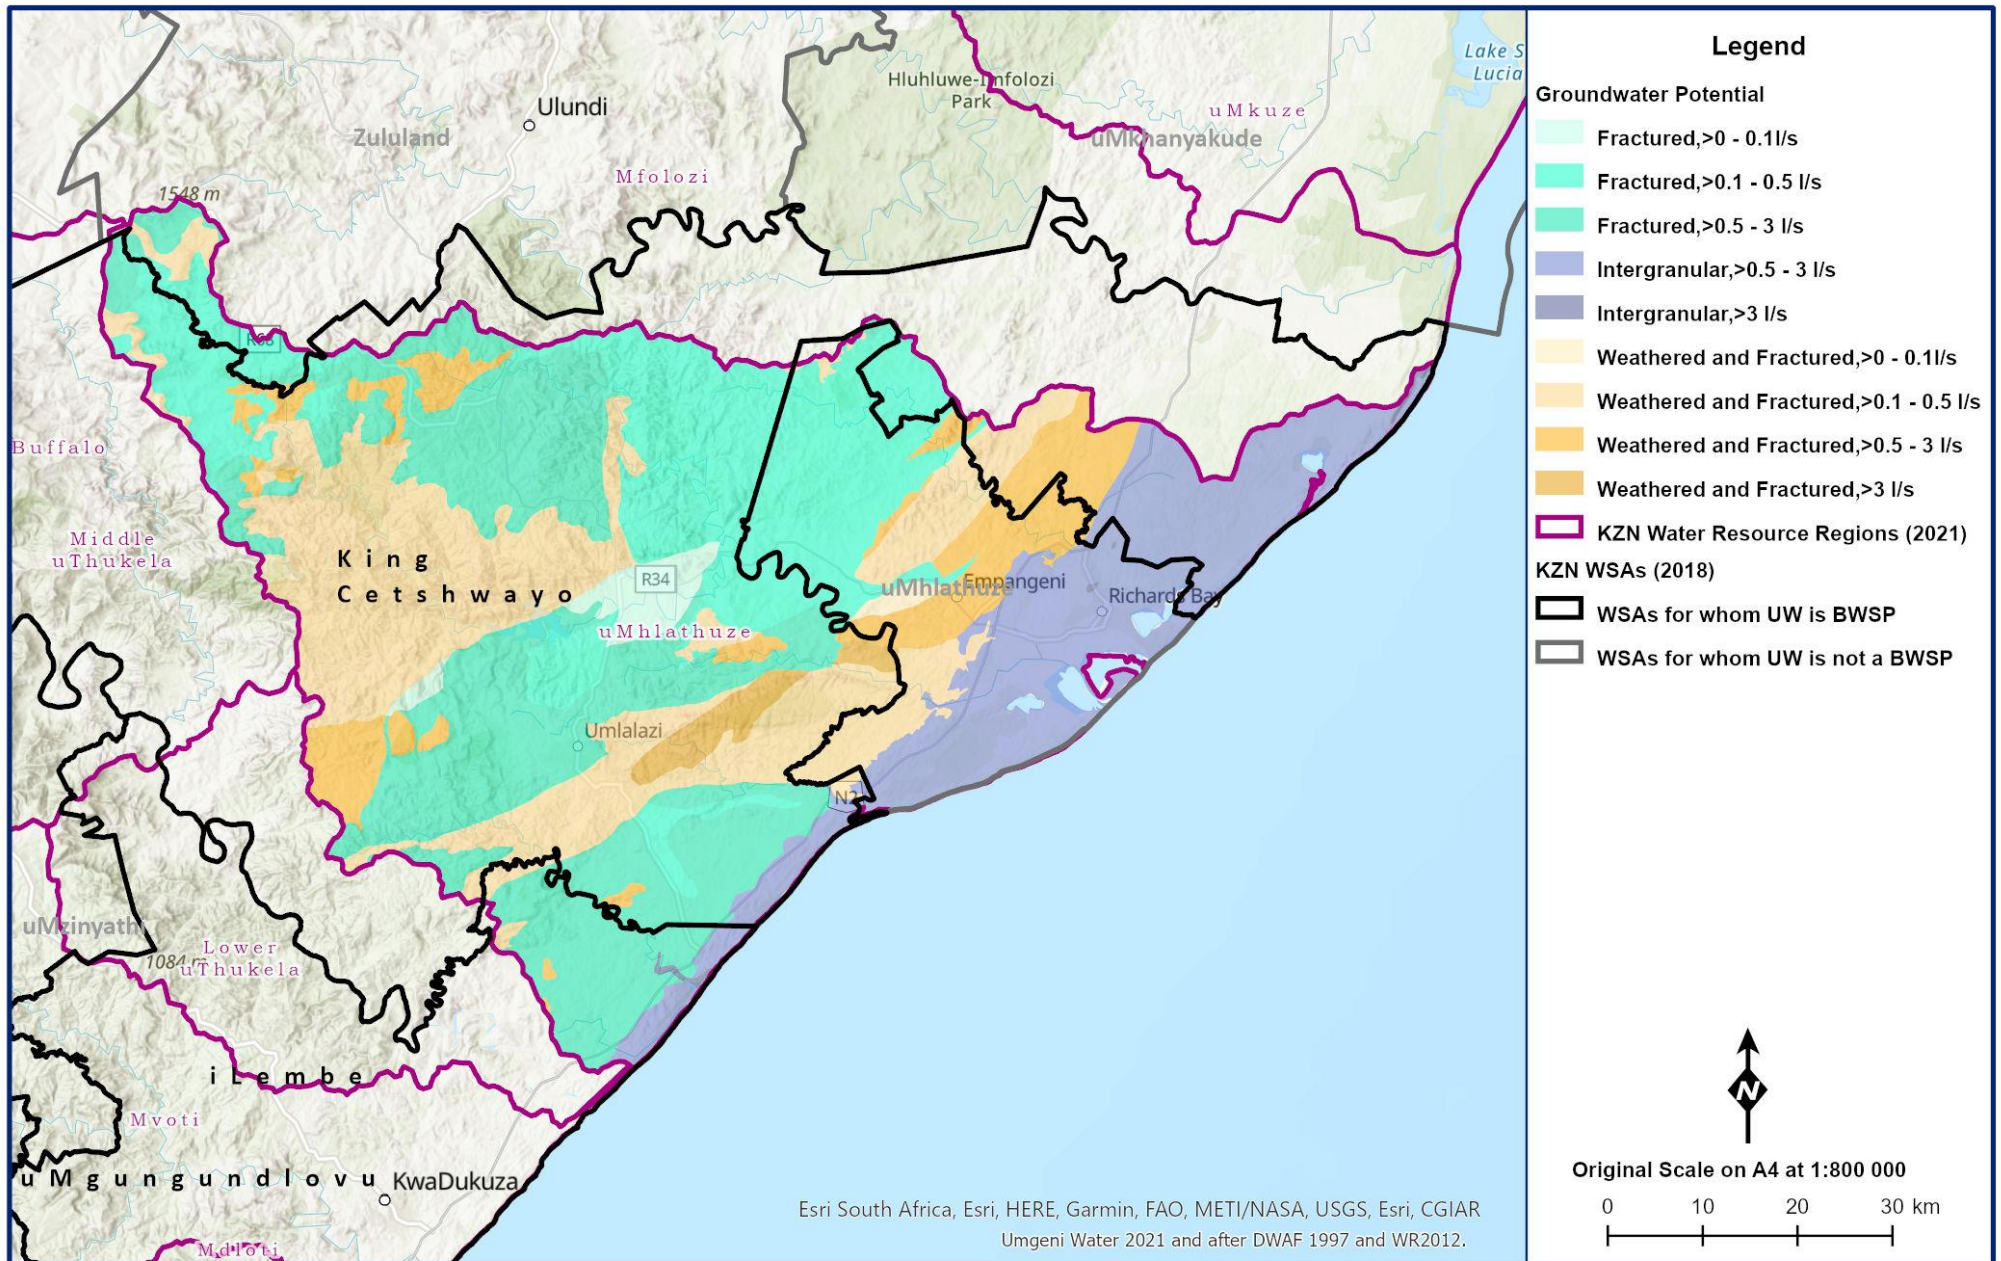 Lake S
Lucia
Hluhluwe-Imfolozi
Park
uMkuze
Ulundi
Zululand
uMkhanyakude
Mfolozi
1548 m
R68
Buffalo
Middle
uThukela
King
Cetshwayo
R34
uMhlathuze
Empangeni
Richards Bay
uMhlathuze
Umlalazi
N2
uMzinyathi
Lower
uThukela
1084 m
iLembe
Mvoti
uMgungundlovu
KwaDukuza
Mdloti
Esri South Africa, Esri, HERE, Garmin, FAO, METI/NASA, USGS, Esri, CGIAR
Umgeni Water 2021 and after DWAF 1997 and WR2012.
Legend
Groundwater Potential
Fractured,>0 - 0.1l/s
Fractured,>0.1 - 0.5 l/s
Fractured,>0.5 - 3 l/s
Intergranular,>0.5 - 3 l/s
Intergranular,>3 l/s
Weathered and Fractured,>0 - 0.1l/s
Weathered and Fractured,>0.1 - 0.5 l/s
Weathered and Fractured,>0.5 - 3 l/s
Weathered and Fractured,>3 l/s
KZN Water Resource Regions (2021)
KZN WSAs (2018)
WSAs for whom UW is BWSP
WSAs for whom UW is not a BWSP
N
Original Scale on A4 at 1:800 000
0 10 20 30 km